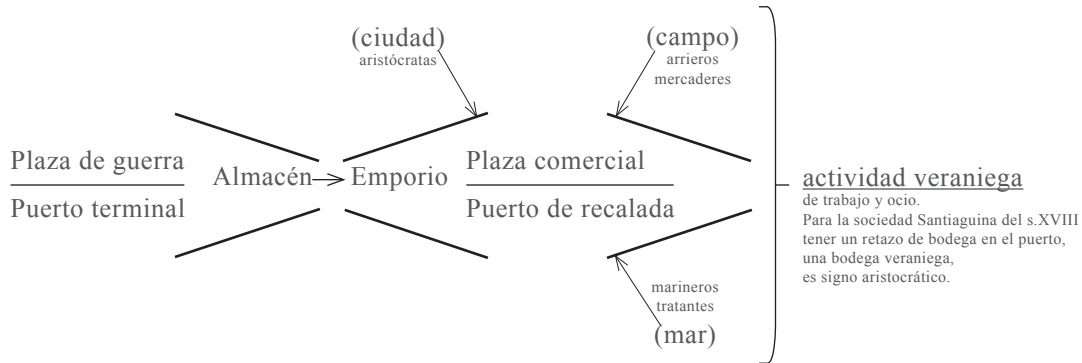 (ciudad)
aristócratas
(campo)
arrieros
mercaderes
Plaza de guerra
Puerto terminal
Almacén
Emporio
Plaza comercial
Puerto de recalada
marineros
tratantes
(mar)
actividad veraniega
de trabajo y ocio.
Para la sociedad Santiaguina del s.XVIII
tener un retazo de bodega en el puerto,
una bodega veraniega,
es signo aristocrático.